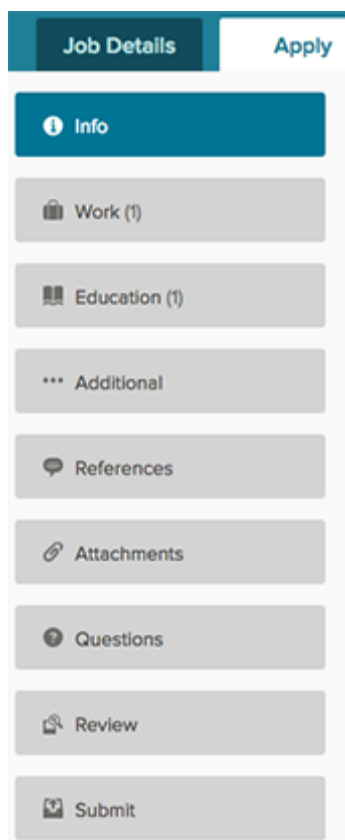 Job Details Apply
Info
Work (1)
Education (1)
Additional
References
Attachments
Questions
Review
Submit